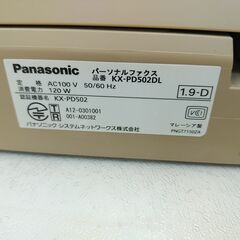 Panasonic
パーソナルファクス
品番 KX-PD502DL
定格 AC100 V 50/60 Hz
消費電力 120 W
認証機器名 KX-PD502
1.9-D
T A12-0301001
R 001-A00382
VCI
パナソニック システムネットワークス株式会社
マレーシア製
PNGT7150ZA